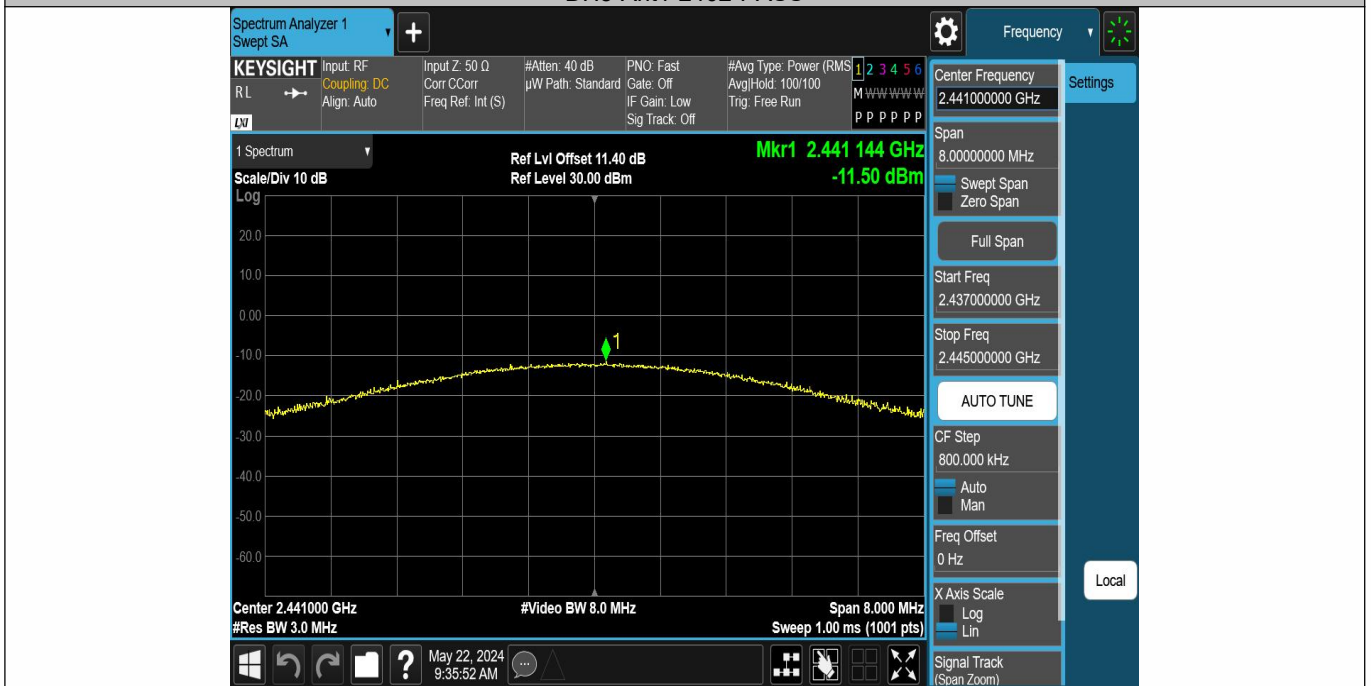 Spectrum Analyzer 1
Swept SA
Frequency
KEYSIGHT
RL
LXI
Input: RF
Coupling: DC
Align: Auto
Input Z: 50 Ω
Corr CCorr
Freq Ref: Int (S)
#Atten: 40 dB
µW Path: Standard
PNO: Fast
Gate: Off
IF Gain: Low
Sig Track: Off
#Avg Type: Power (RMS
Avg|Hold: 100/100
Trig: Free Run
1 2 3 4 5 6
M W W W W W
P P P P P P
1 Spectrum
Scale/Div 10 dB
Ref Lvl Offset 11.40 dB
Ref Level 30.00 dBm
Mkr1 2.441 144 GHz
-11.50 dBm
Log
20.0
10.0
0.00
-10.0
-20.0
-30.0
-40.0
-50.0
-60.0
1
Center 2.441000 GHz
#Video BW 8.0 MHz
Span 8.000 MHz
#Res BW 3.0 MHz
Sweep 1.00 ms (1001 pts)
?
May 22, 2024
9:35:52 AM
Center Frequency
2.441000000 GHz
Settings
Span
8.00000000 MHz
Swept Span
Zero Span
Full Span
Start Freq
2.437000000 GHz
Stop Freq
2.445000000 GHz
AUTO TUNE
CF Step
800.000 kHz
Auto
Man
Freq Offset
0 Hz
Local
X Axis Scale
Log
Lin
Signal Track
(Span Zoom)